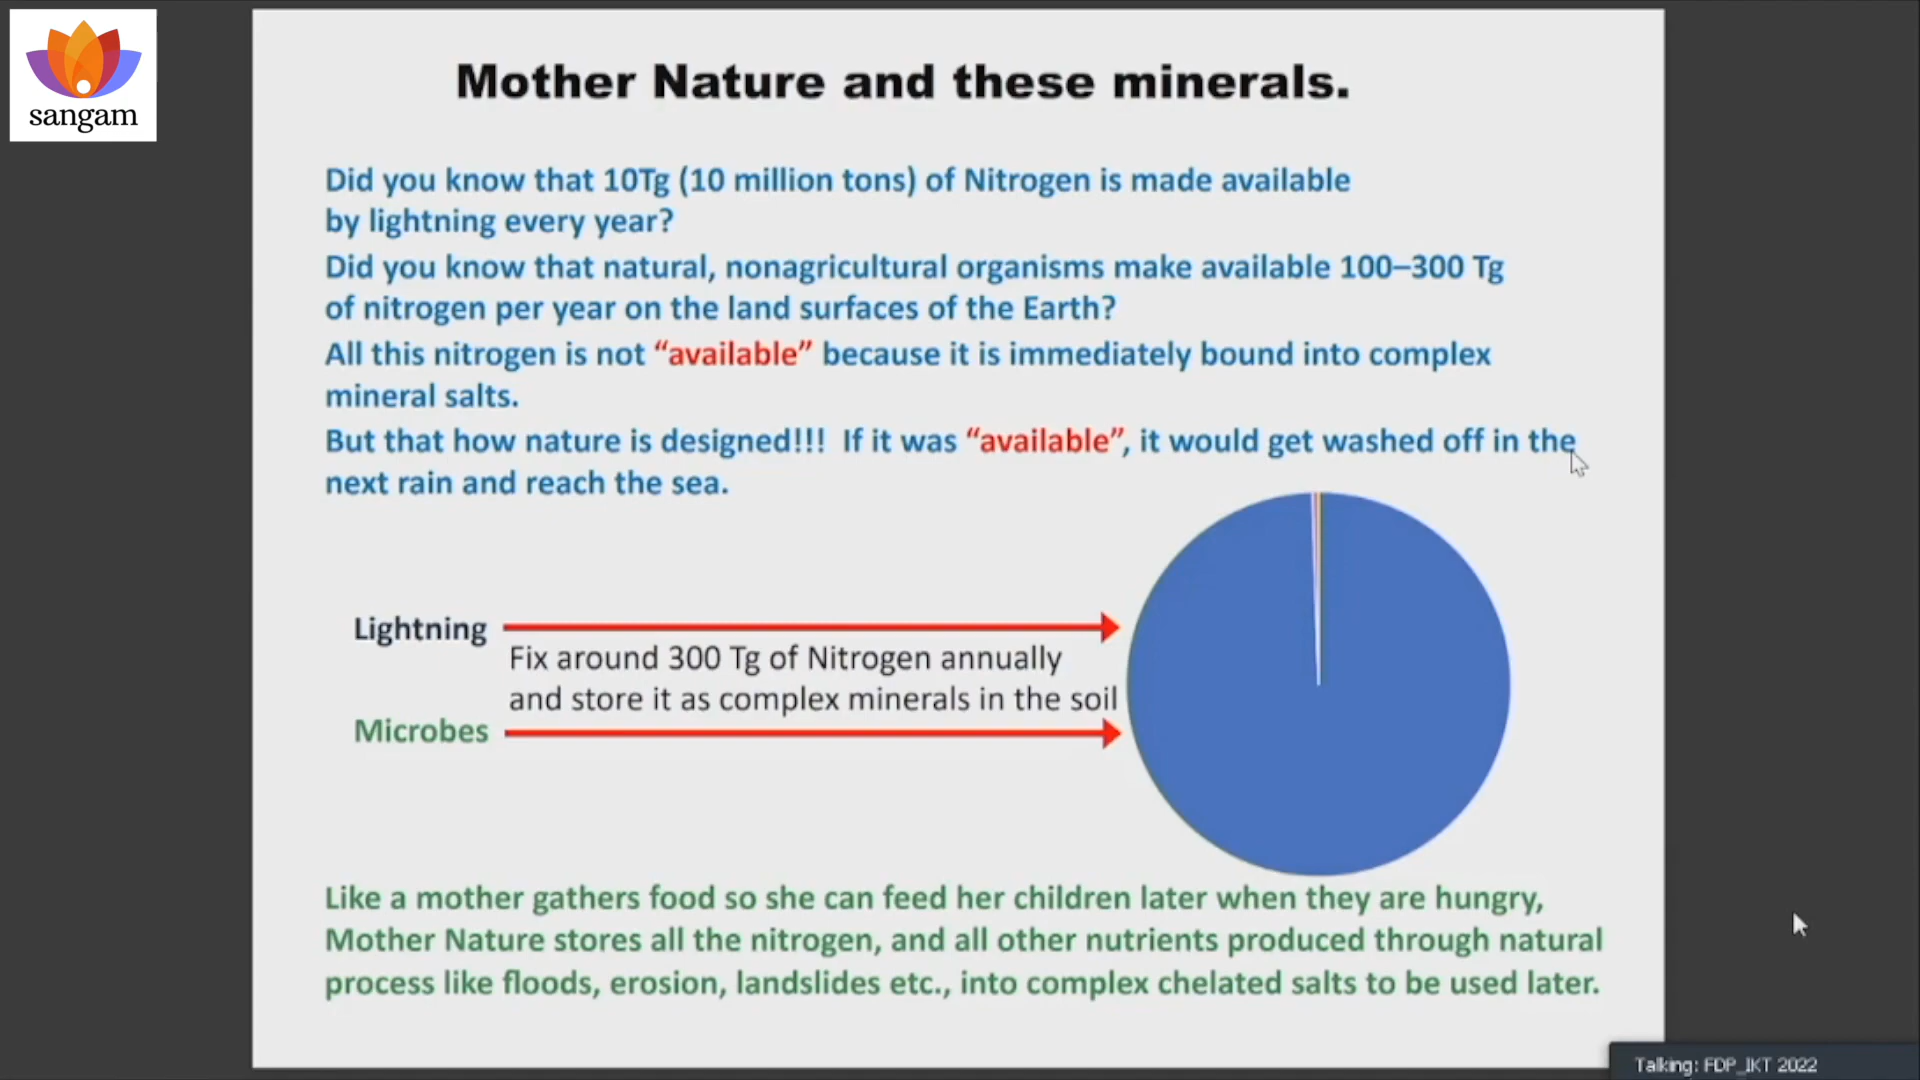 sangam
Mother Nature and these minerals.
Did you know that 10Tg (10 million tons) of Nitrogen is made available
by lightning every year?
Did you know that natural, nonagricultural organisms make available 100–300 Tg
of nitrogen per year on the land surfaces of the Earth?
All this nitrogen is not “available” because it is immediately bound into complex
mineral salts.
But that how nature is designed!!! If it was “available”, it would get washed off in the
next rain and reach the sea.
Lightning
Fix around 300 Tg of Nitrogen annually
and store it as complex minerals in the soil
Microbes
Like a mother gathers food so she can feed her children later when they are hungry,
Mother Nature stores all the nitrogen, and all other nutrients produced through natural
process like floods, erosion, landslides etc., into complex chelated salts to be used later.
Talking: FDP_IKT 2022